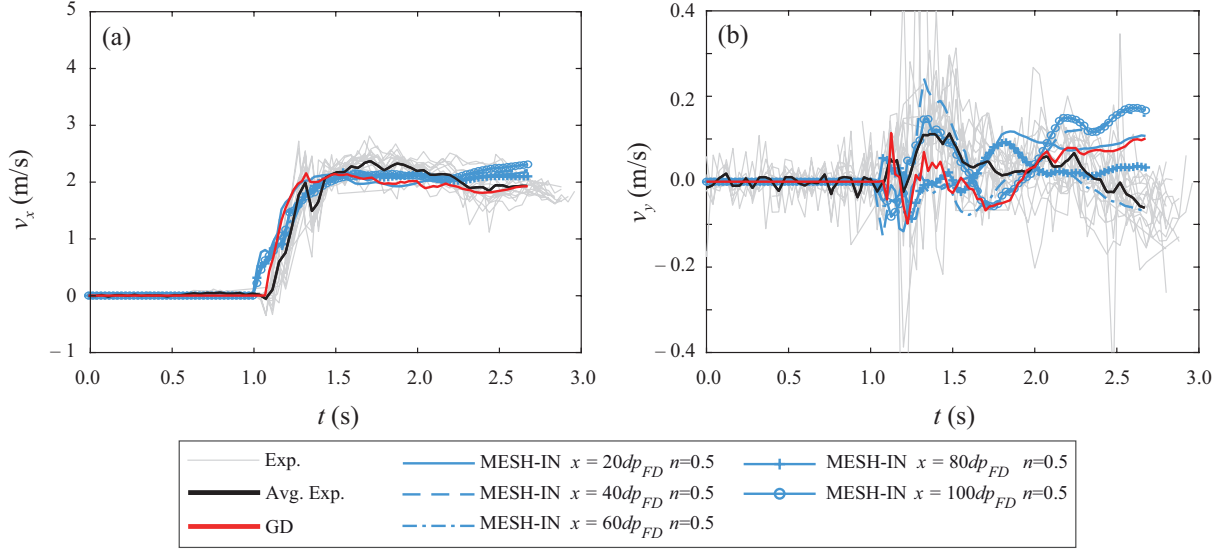 (a)
5
4
3
2
1
0
– 1
v_x (m/s)
0.0 0.5 1.0 1.5 2.0 2.5 3.0
t (s)
(b)
0.4
0.2
0.0
– 0.2
– 0.4
v_y (m/s)
0.0 0.5 1.0 1.5 2.0 2.5 3.0
t (s)
Exp.
Avg. Exp.
GD
MESH-IN x = 20dp_FD n=0.5
MESH-IN x = 40dp_FD n=0.5
MESH-IN x = 60dp_FD n=0.5
MESH-IN x = 80dp_FD n=0.5
MESH-IN x = 100dp_FD n=0.5